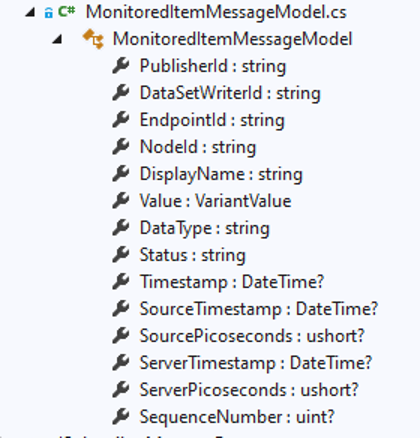 C# MonitoredItemMessageModel.cs
MonitoredItemMessageModel
PublisherId : string
DataSetWriterId : string
EndpointId : string
NodeId : string
DisplayName : string
Value : VariantValue
DataType : string
Status : string
Timestamp : DateTime?
SourceTimestamp : DateTime?
SourcePicoseconds : ushort?
ServerTimestamp : DateTime?
ServerPicoseconds : ushort?
SequenceNumber : uint?